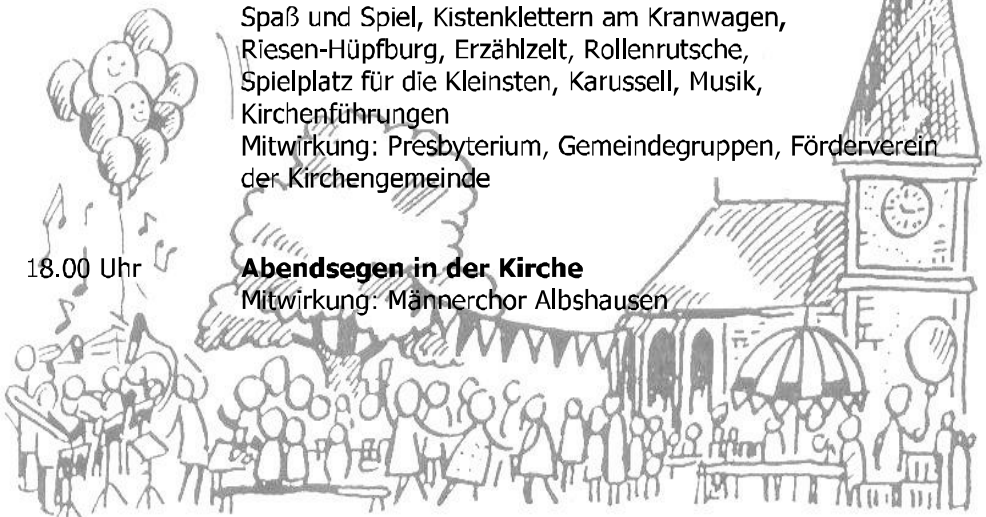 Spaß und Spiel, Kistenklettern am Kranwagen,
Riesen-Hüpfburg, Erzählzelt, Rollenrutsche,
Spielplatz für die Kleinsten, Karussell, Musik,
Kirchenführungen
Mitwirkung: Presbyterium, Gemeindegruppen, Förderverein
der Kirchengemeinde
18.00 Uhr Abendsegen in der Kirche
Mitwirkung: Männerchor Albshausen